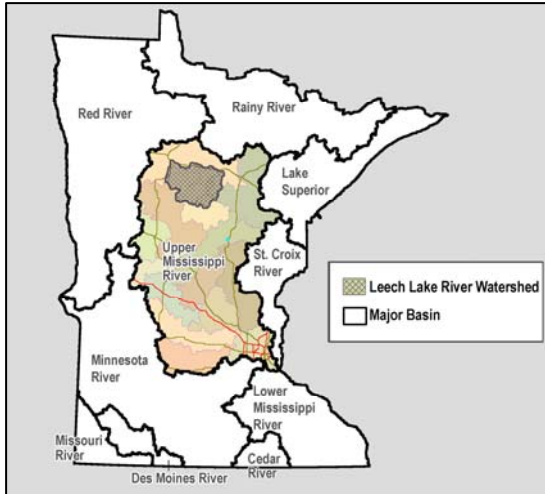 Red River
Rainy River
Lake
Superior
Upper
Mississippi
River
St. Croix
River
Leech Lake River Watershed
Major Basin
Minnesota
River
Lower
Mississippi
River
Missouri
River
Cedar
River
Des Moines River